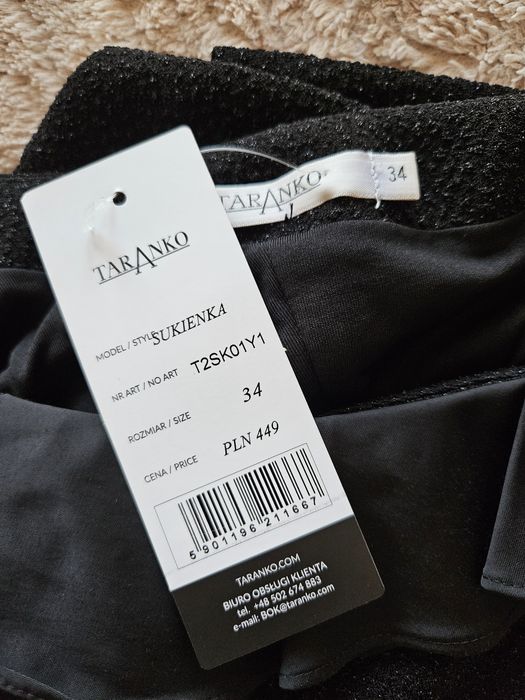 TARANKO
34
TARANKO
MODEL / STYLE SUKIENKA
NR ART / NO ART T2SK01Y1
ROZMIAR / SIZE 34
CENA / PRICE PLN 449
5901196211667
TARANKO.COM
BIURO OBSŁUGI KLIENTA
tel. +48 502 674 883
e-mail: BOK@taranko.com